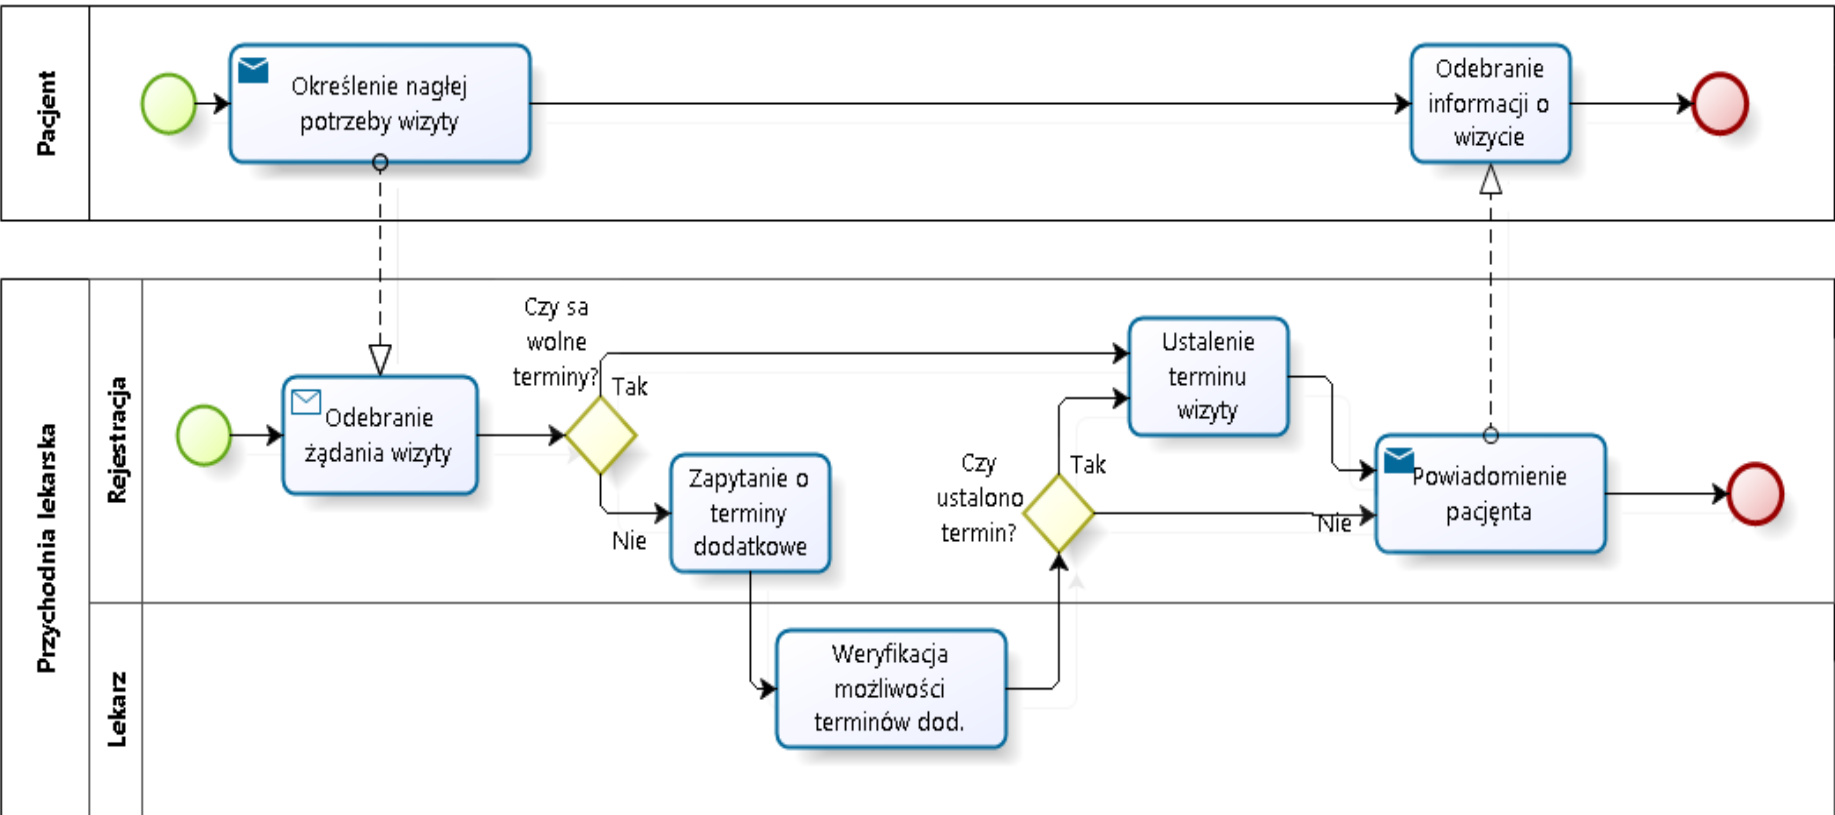 Pacjent
Określenie nagłej
potrzeby wizyty
Odebranie
informacji o
wizycie
Przychodnia lekarska
Rejestracja
Odebranie
żądania wizyty
Czy sa
wolne
terminy?
Tak
Nie
Zapytanie o
terminy
dodatkowe
Czy
ustalono
termin?
Tak
Nie
Ustalenie
terminu
wizyty
Powiadomienie
pacjęnta
Lekarz
Weryfikacja
możliwości
terminów dod.